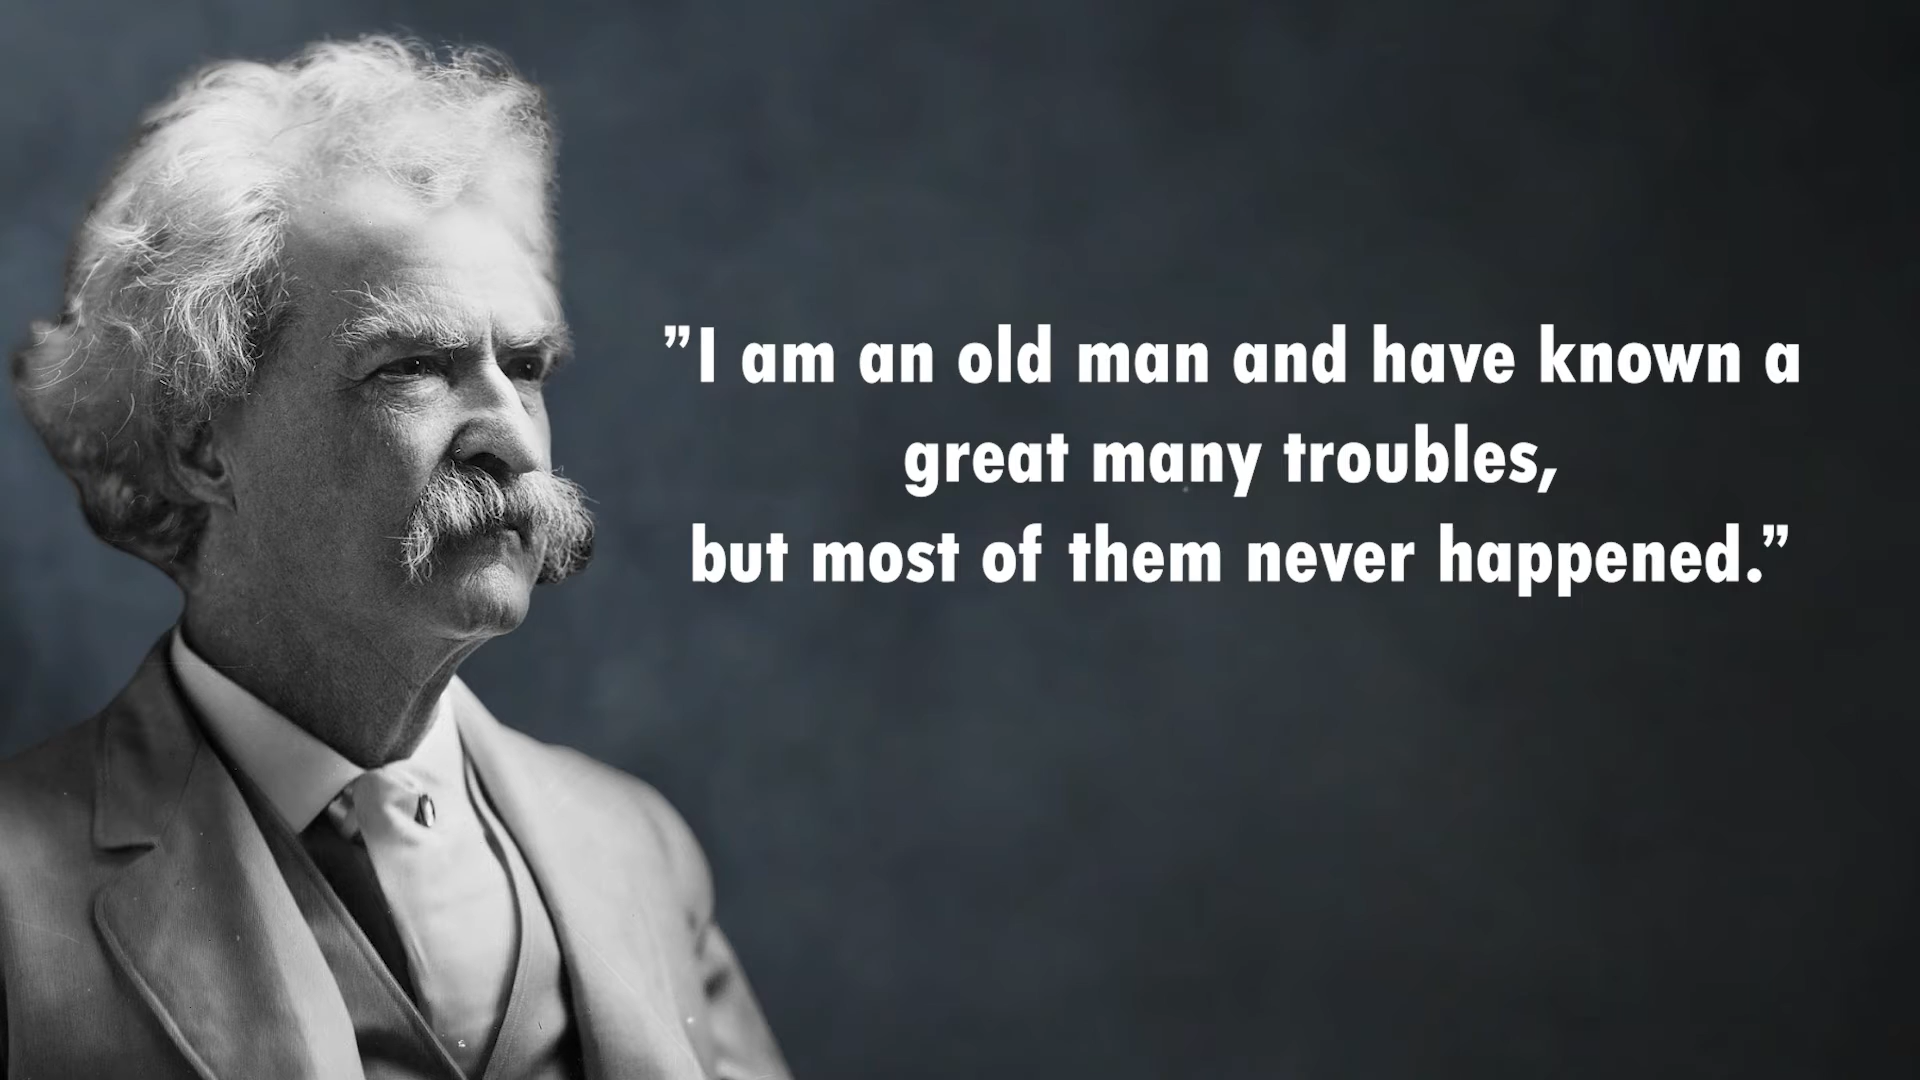 ”I am an old man and have known a
great many troubles,
but most of them never happened.”